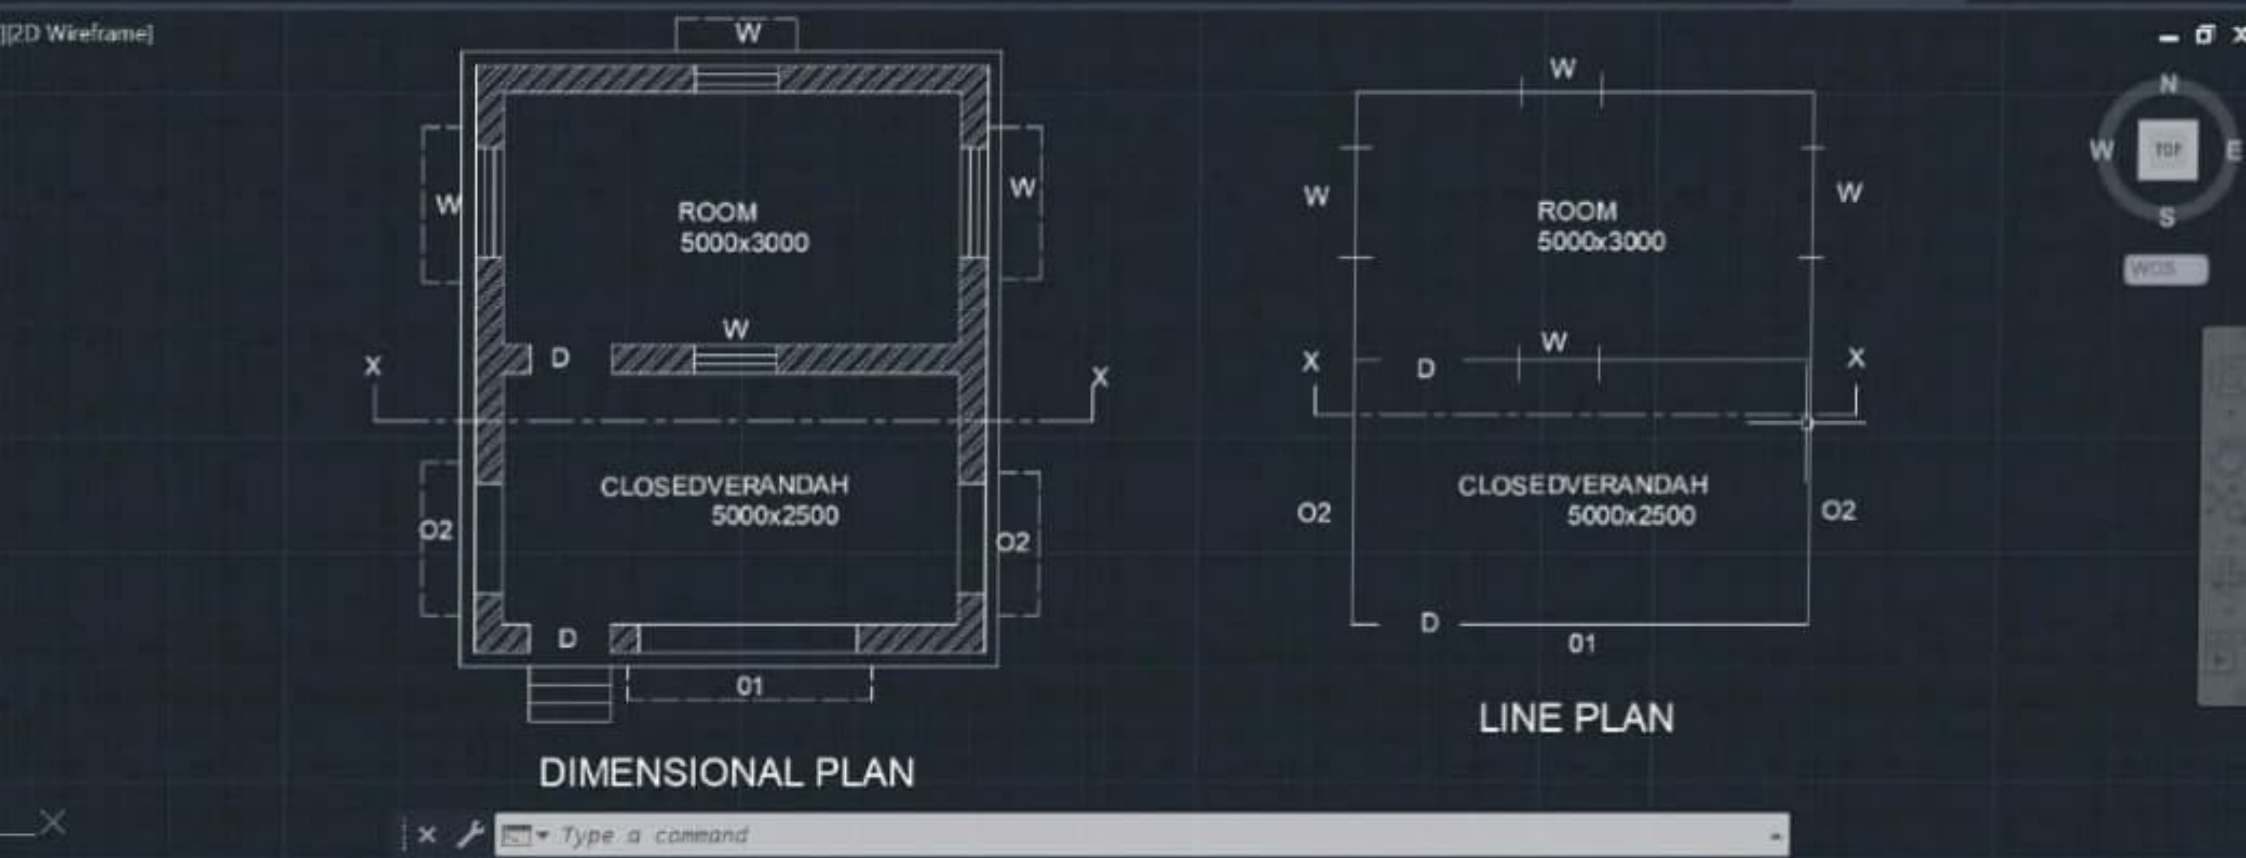 ][2D Wireframe]
W
W
W
ROOM
5000x3000
W
D
X
X
CLOSEDVERANDAH
5000x2500
O2
O2
D
01
DIMENSIONAL PLAN
W
W
W
ROOM
5000x3000
W
D
X
X
CLOSEDVERANDAH
5000x2500
O2
O2
D
01
LINE PLAN
N
W
TOP
E
S
WCS
Type a command